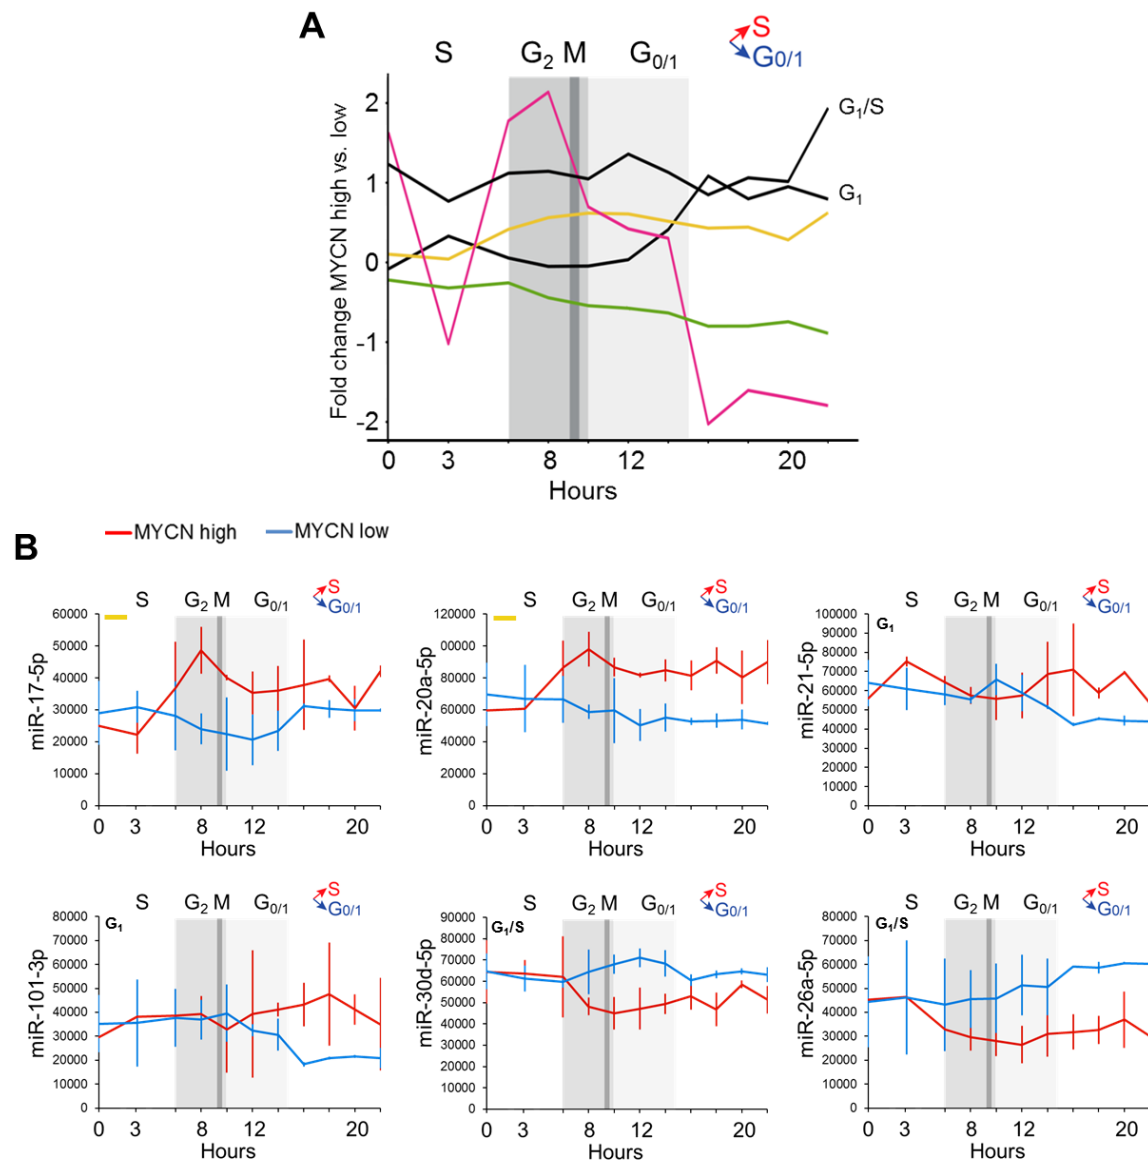 A
S G₂ M G₀/₁ S
G₀/₁
Fold change MYCN high vs. low
2
1
0
-1
-2
G₁/S
G₁
0 3 8 12 20
Hours
MYCN high MYCN low
B
S G₂ M G₀/₁ S
G₀/₁
miR-17-5p
60000
50000
40000
30000
20000
10000
0
0 3 8 12 20
Hours
S G₂ M G₀/₁ S
G₀/₁
miR-20a-5p
120000
100000
80000
60000
40000
20000
0
0 3 8 12 20
Hours
S G₂ M G₀/₁ S
G₀/₁
G₁
miR-21-5p
100000
90000
80000
70000
60000
50000
40000
30000
20000
10000
0
0 3 8 12 20
Hours
S G₂ M G₀/₁ S
G₀/₁
G₁
miR-101-3p
80000
70000
60000
50000
40000
30000
20000
10000
0
0 3 8 12 20
Hours
S G₂ M G₀/₁ S
G₀/₁
G₁/S
miR-30d-5p
90000
80000
70000
60000
50000
40000
30000
20000
10000
0
0 3 8 12 20
Hours
S G₂ M G₀/₁ S
G₀/₁
G₁/S
miR-26a-5p
80000
70000
60000
50000
40000
30000
20000
10000
0
0 3 8 12 20
Hours